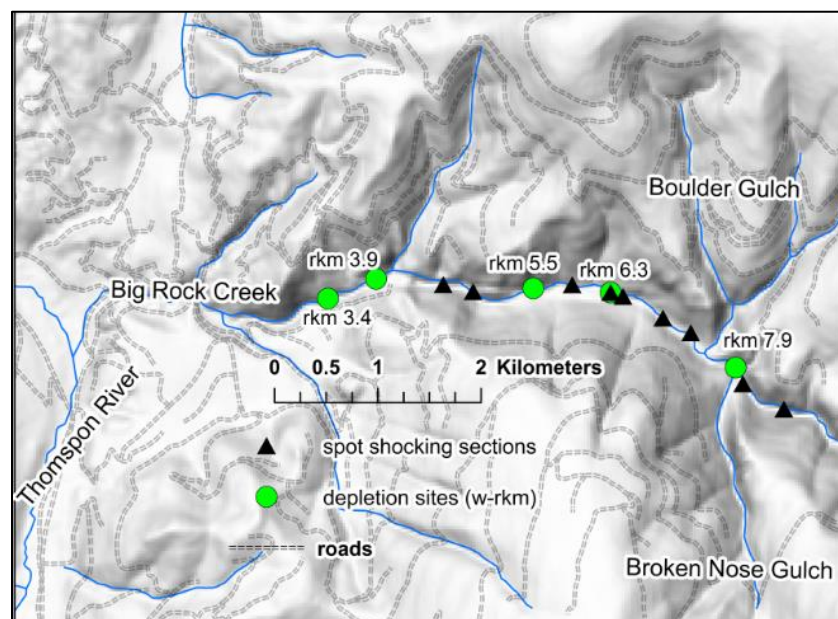 Boulder Gulch
rkm 3.9
rkm 5.5
rkm 6.3
Big Rock Creek
rkm 3.4
rkm 7.9
0 0.5 1 2 Kilometers
Thomspon River
spot shocking sections
depletion sites (w-rkm)
roads
Broken Nose Gulch